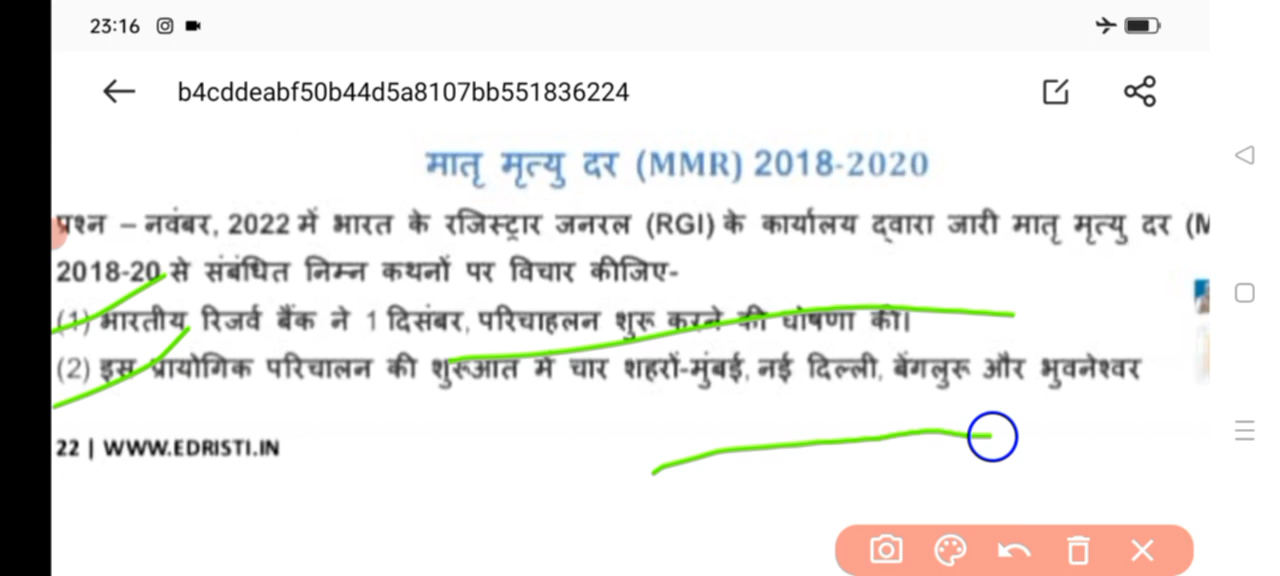 23:16
b4cddeabf50b44d5a8107bb551836224
मातृ मृत्यु दर (MMR) 2018-2020
प्रश्न – नवंबर, 2022 में भारत के रजिस्ट्रार जनरल (RGI) के कार्यालय द्वारा जारी मातृ मृत्यु दर (M
2018-20 से संबंधित निम्न कथनों पर विचार कीजिए-
(1) भारतीय रिजर्व बैंक ने 1 दिसंबर, परिचाहलन शुरू करने की घोषणा की।
(2) इस प्रायोगिक परिचालन की शुरूआत में चार शहरों-मुंबई, नई दिल्ली, बेंगलुरू और भुवनेश्वर
22 | WWW.EDRISTI.IN